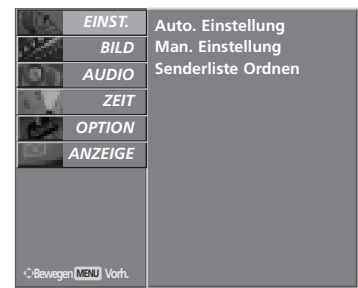 EINST.
BILD
AUDIO
ZEIT
OPTION
ANZEIGE
Bewegen MENU Vorh.
Auto. Einstellung
Man. Einstellung
Senderliste Ordnen